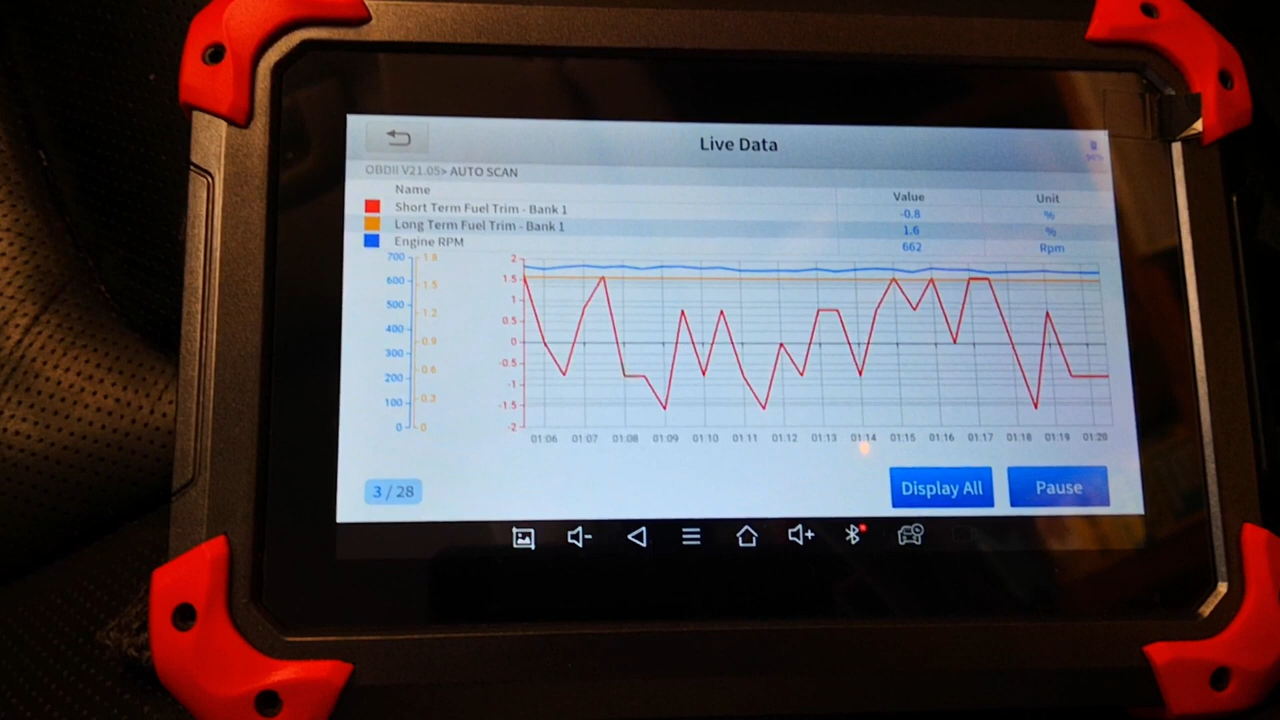 Live Data
OBDII V21.05> AUTO SCAN
Name Value Unit
Short Term Fuel Trim - Bank 1 -0.8 %
Long Term Fuel Trim - Bank 1 1.6 %
Engine RPM 662 Rpm
700 1.8 2
600 1.5 1.5
500 1.2 1
400 0.9 0.5
300 0.6 0
200 0.3 -0.5
100 0 -1
0 -1.5
-2
01:06 01:07 01:08 01:09 01:10 01:11 01:12 01:13 01:14 01:15 01:16 01:17 01:18 01:19 01:20
3 / 28 Display All Pause